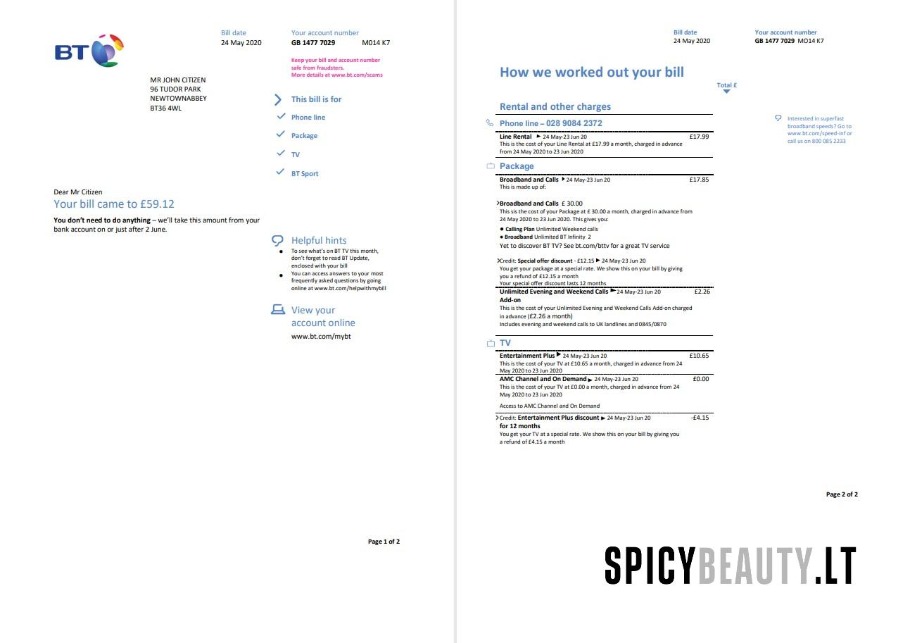 BT
Bill date
24 May 2020
Your account number
GB 1477 7029 M014 K7
Keep your bill and account number
safe from fraudsters.
More details at www.bt.com/scams
MR JOHN CITIZEN
96 TUDOR PARK
NEWTOWNABBEY
BT36 4WL
This bill is for
Phone line
Package
TV
BT Sport
Dear Mr Citizen
Your bill came to £59.12
You don't need to do anything – we'll take this amount from your
bank account on or just after 2 June.
Helpful hints
To see what's on BT TV this month,
don't forget to read BT Update,
enclosed with your bill
You can access answers to your most
frequently asked questions by going
online at www.bt.com/helpwithmybill
View your
account online
www.bt.com/mybt
Page 1 of 2
Bill date
24 May 2020
Your account number
GB 1477 7029 M014 K7
How we worked out your bill
Total £
Rental and other charges
Phone line – 028 9084 2372
Line Rental 24 May-23 Jun 20 £17.99
This is the cost of your Line Rental at £17.99 a month, charged in advance
from 24 May 2020 to 23 Jun 2020
Interested in superfast
broadband speeds? Go to
www.bt.com/speed-inf or
call us on 800 085 2333
Package
Broadband and Calls 24 May-23 Jun 20 £17.85
This is made up of:
Broadband and Calls £ 30.00
This sis the cost of your Package at £ 30.00 a month, charged in advance from
24 May 2020 to 23 Jun 2020. This gives you:
Calling Plan Unlimited Weekend calls
Broadband Unlimited BT Infinity 2
Yet to discover BT TV? See bt.com/bttv for a great TV service
Credit: Special offer discount - £12.15 24 May-23 Jun 20
You get your package at a special rate. We show this on your bill by giving
you a refund of £12.15 a month
Your special offer discount lasts 12 months
Unlimited Evening and Weekend Calls 24 May-23 Jun 20 £2.26
Add-on
This is the cost of your Unlimited Evening and Weekend Calls Add-on charged
in advance (£2.26 a month)
Includes evening and weekend calls to UK landlines and 0845/0870
TV
Entertainment Plus 24 May-23 Jun 20 £10.65
This is the cost of your TV at £10.65 a month, charged in advance from 24
May 2020 to 23 Jun 2020
AMC Channel and On Demand 24 May-23 Jun 20 £0.00
This is the cost of your TV at £0.00 a month, charged in advance from 24
May 2020 to 23 Jun 2020
Access to AMC Channel and On Demand
Credit: Entertainment Plus discount 24 May-23 Jun 20 -£4.15
for 12 months
You get your TV at a special rate. We show this on your bill by giving you
a refund of £4.15 a month
Page 2 of 2
SPICYBEAUTY.LT